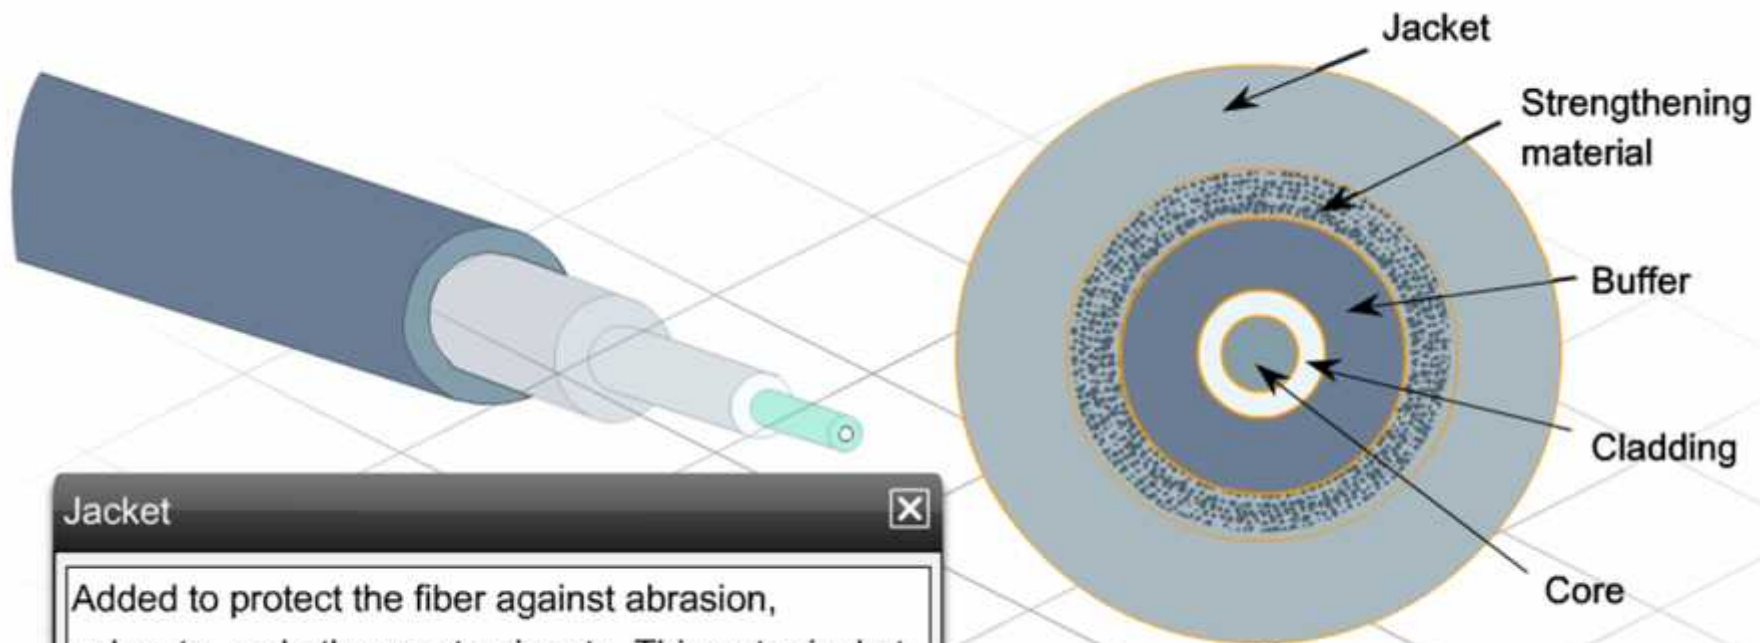 Jacket
Strengthening
material
Buffer
Cladding
Core
Jacket
Added to protect the fiber against abrasion,